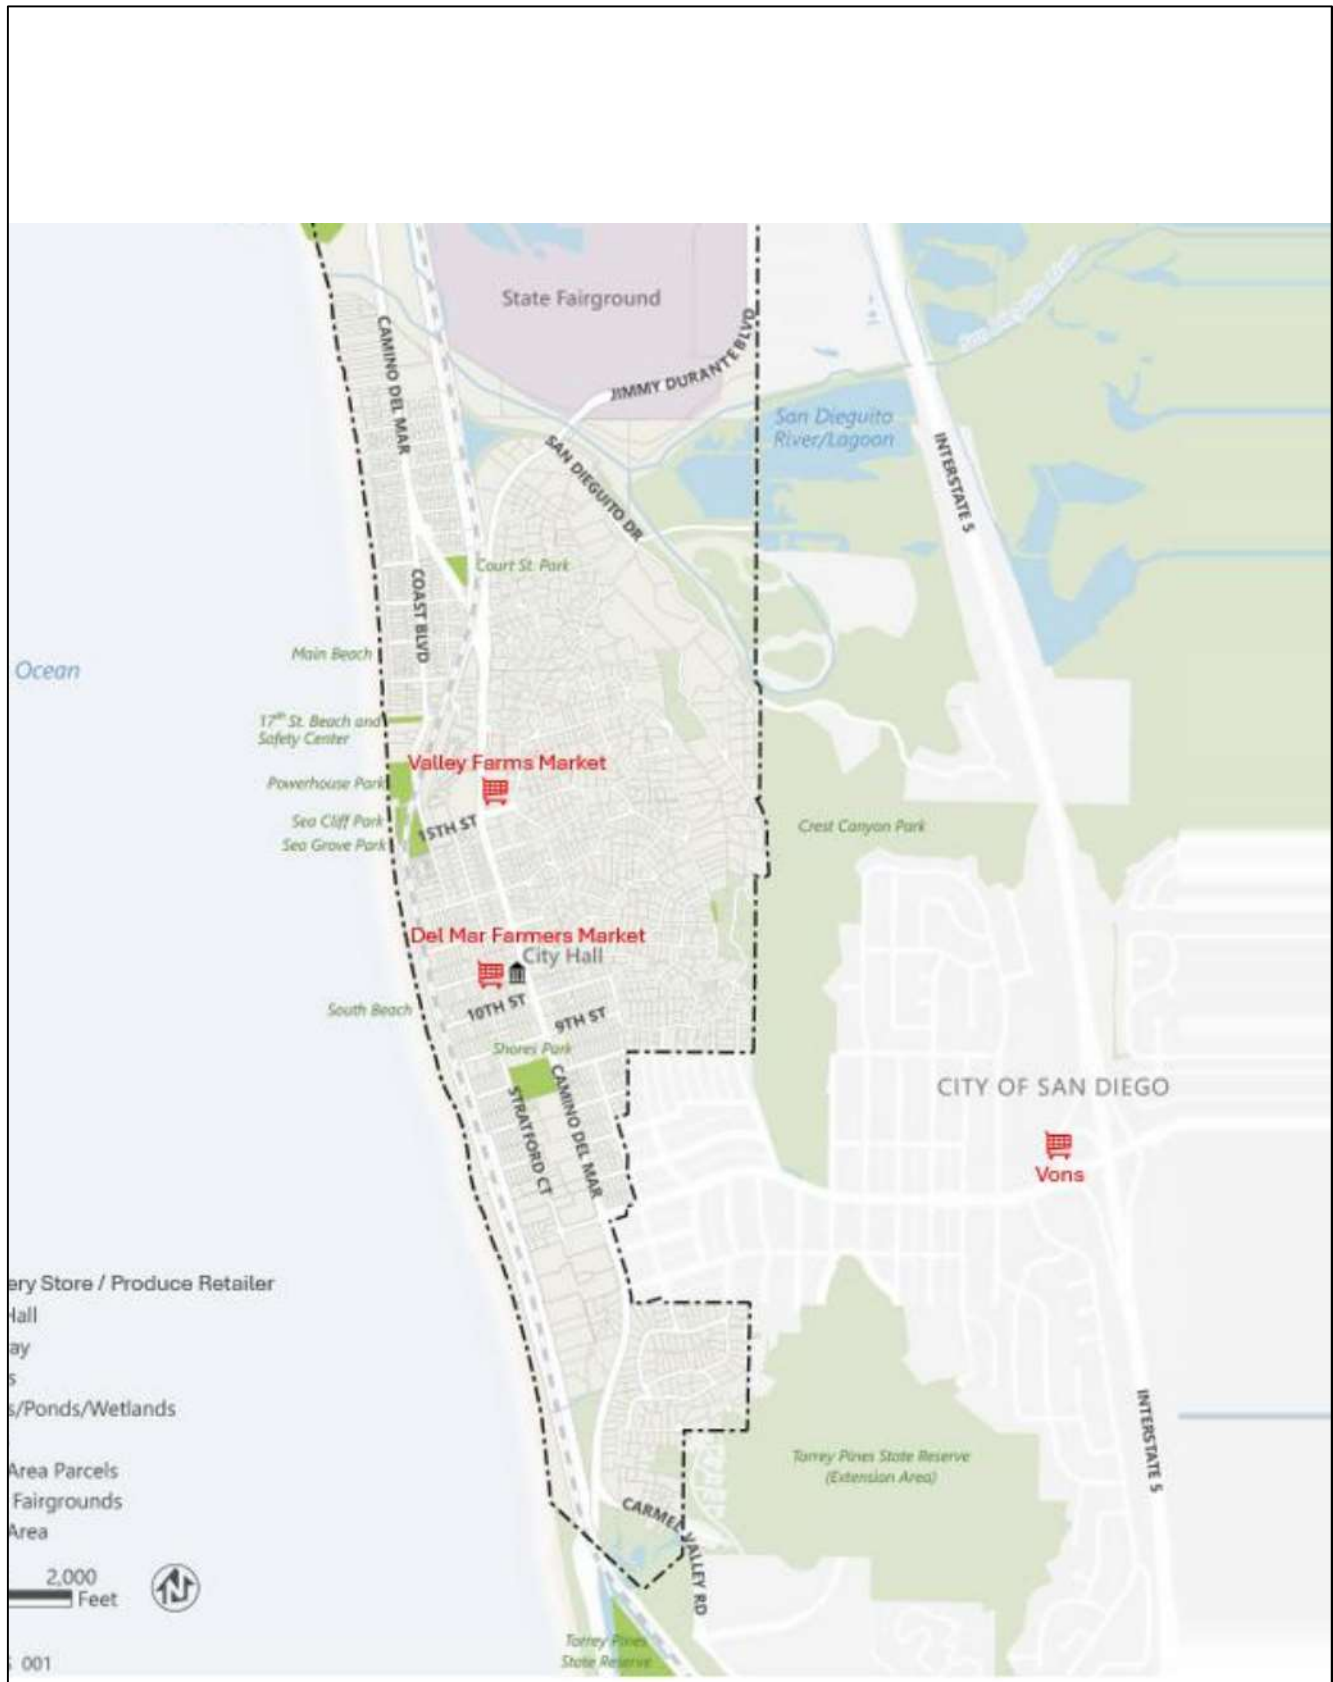 State Fairground
CAMINO DEL MAR
JIMMY DURANTE BLVD
San Dieguito
River/Lagoon
INTERSTATE 5
SAN DIEGUITO DR
Court St. Park
COAST BLVD
Main Beach
Ocean
17th St. Beach and
Safety Center
Valley Farms Market
Powerhouse Park
Sea Cliff Park
15TH ST
Sea Grove Park
Crest Canyon Park
Del Mar Farmers Market
City Hall
South Beach
10TH ST
9TH ST
Shores Park
CAMINO DEL MAR
STRATFORD CT
CITY OF SAN DIEGO
Vons
ery Store / Produce Retailer
Hall
ay
s
s/Ponds/Wetlands
Area Parcels
Fairgrounds
Area
2,000
Feet
N
INTERSTATE 5
Torrey Pines State Reserve
(Extension Area)
CARMEL VALLEY RD
Torrey Pines
State Reserve
001